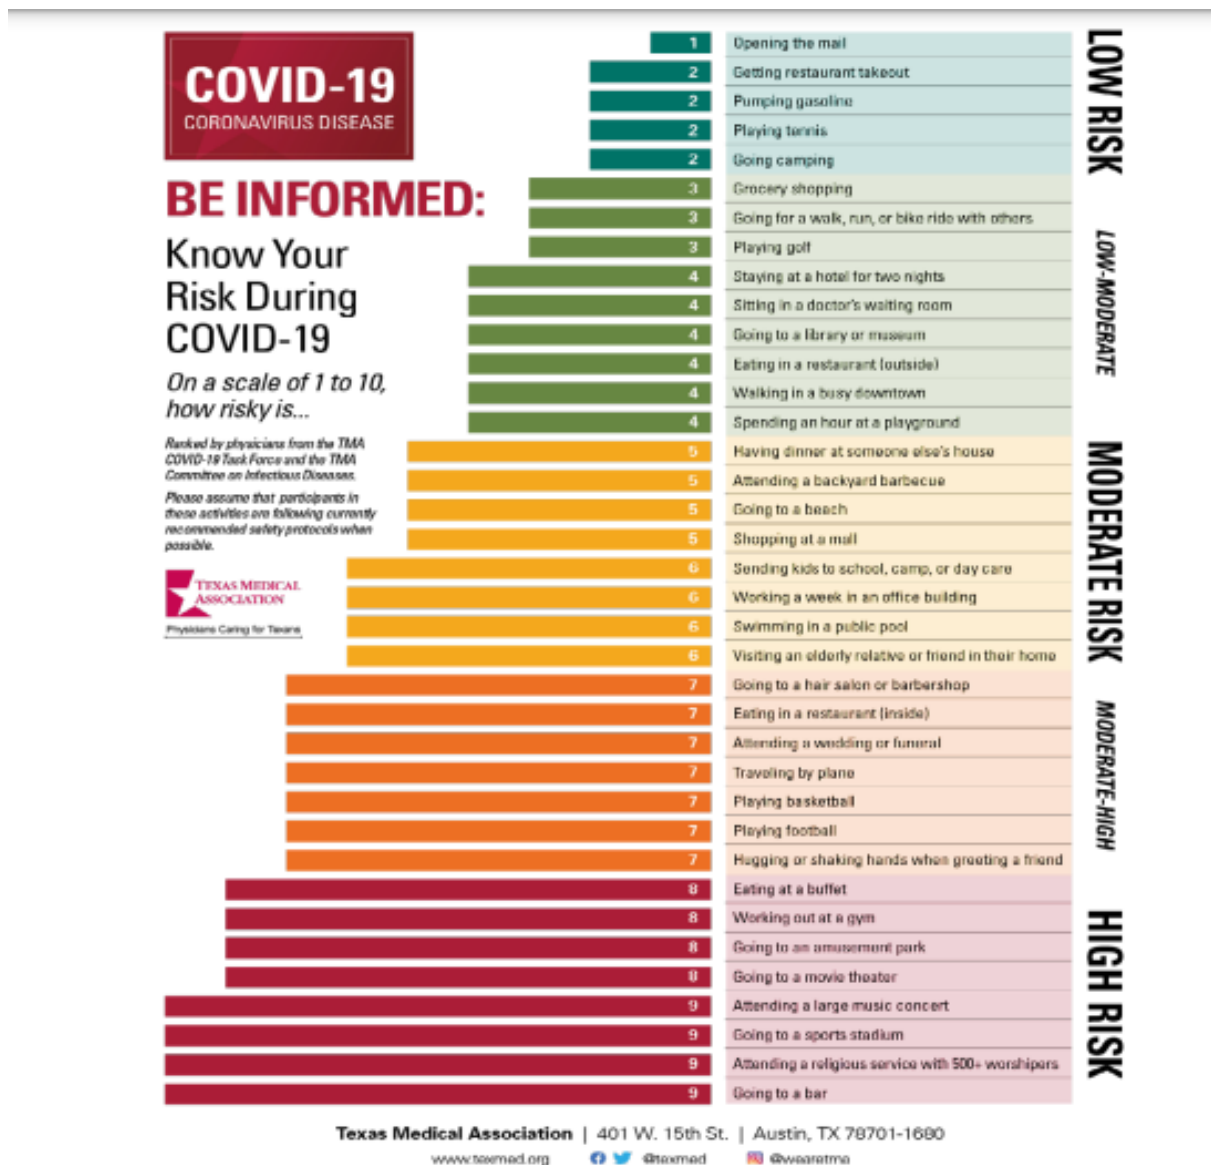 COVID-19
CORONAVIRUS DISEASE
BE INFORMED:
Know Your
Risk During
COVID-19
On a scale of 1 to 10,
how risky is...
Ranked by physicians from the TMA
COVID-19 Task Force and the TMA
Committee on Infectious Diseases.
Please assume that participants in
these activities are following currently
recommended safety protocols when
possible.
TEXAS MEDICAL
ASSOCIATION
Physicians Caring for Texans
1 Opening the mail
2 Getting restaurant takeout
2 Pumping gasoline
2 Playing tennis
2 Going camping
3 Grocery shopping
3 Going for a walk, run, or bike ride with others
3 Playing golf
4 Staying at a hotel for two nights
4 Sitting in a doctor's waiting room
4 Going to a library or museum
4 Eating in a restaurant (outside)
4 Walking in a busy downtown
4 Spending an hour at a playground
5 Having dinner at someone else's house
5 Attending a backyard barbecue
5 Going to a beach
5 Shopping at a mall
6 Sending kids to school, camp, or day care
6 Working a week in an office building
6 Swimming in a public pool
6 Visiting an elderly relative or friend in their home
7 Going to a hair salon or barbershop
7 Eating in a restaurant (inside)
7 Attending a wedding or funeral
7 Traveling by plane
7 Playing basketball
7 Playing football
7 Hugging or shaking hands when greeting a friend
8 Eating at a buffet
8 Working out at a gym
8 Going to an amusement park
8 Going to a movie theater
9 Attending a large music concert
9 Going to a sports stadium
9 Attending a religious service with 500+ worshipers
9 Going to a bar
LOW RISK
LOW-MODERATE
MODERATE RISK
MODERATE-HIGH
HIGH RISK
Texas Medical Association | 401 W. 15th St. | Austin, TX 78701-1680
www.texmed.org @texmed @wearetma